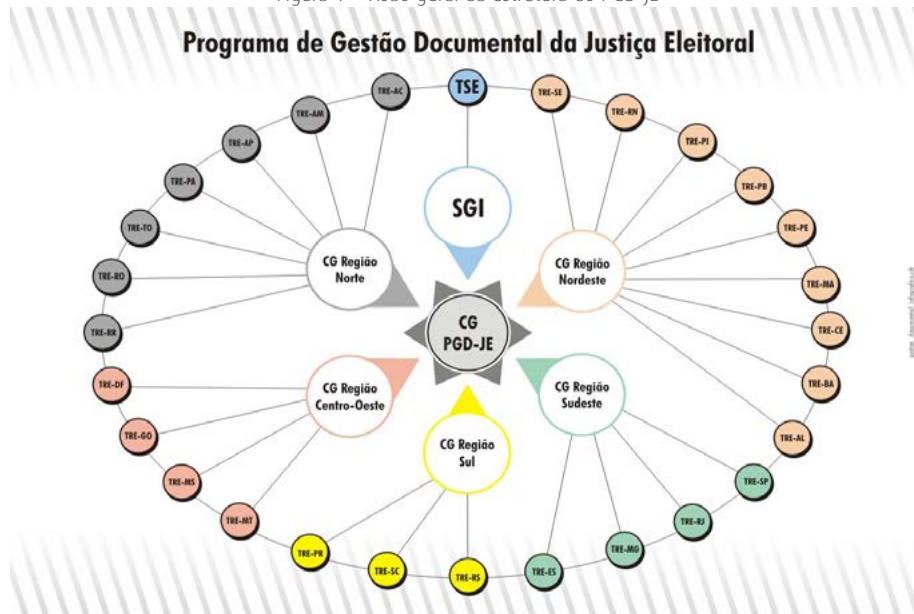 Programa de Gestão Documental da Justiça Eleitoral
TSE
TRE-SE
TRE-RN
TRE-PI
TRE-PB
TRE-PE
TRE-MA
TRE-CE
TRE-BA
TRE-AL
TRE-SP
TRE-RJ
TRE-MG
TRE-ES
TRE-RS
TRE-SC
TRE-PR
TRE-MT
TRE-MS
TRE-GO
TRE-DF
TRE-RR
TRE-RO
TRE-TO
TRE-PA
TRE-AP
TRE-AM
TRE-AC
SGI
CG Região
Norte
CG Região
Nordeste
CG
PGD-JE
CG Região
Centro-Oeste
CG Região
Sudeste
CG Região
Sul